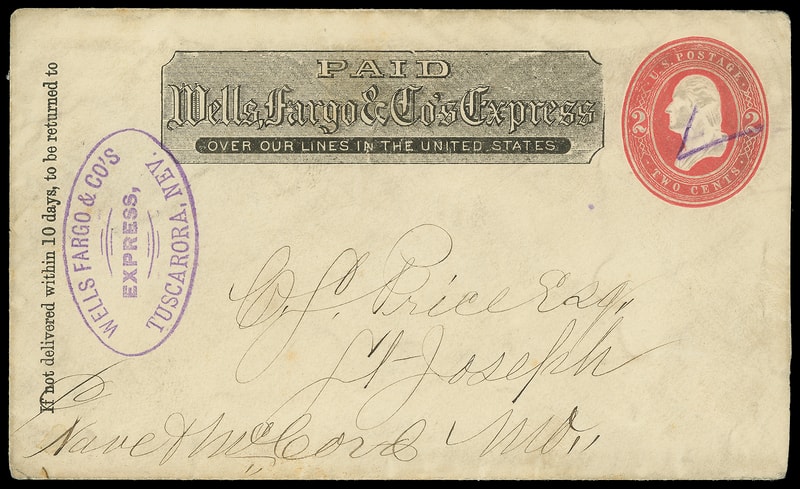 PAID
Wells, Fargo & Co's Express
OVER OUR LINES IN THE UNITED STATES.
U.S. POSTAGE
2 2
TWO CENTS
If not delivered within 10 days, to be returned to
WELLS FARGO & CO'S
EXPRESS,
TUSCARORA, NEV.
Price Esq.
St Joseph
Nave & McCord Mo.,